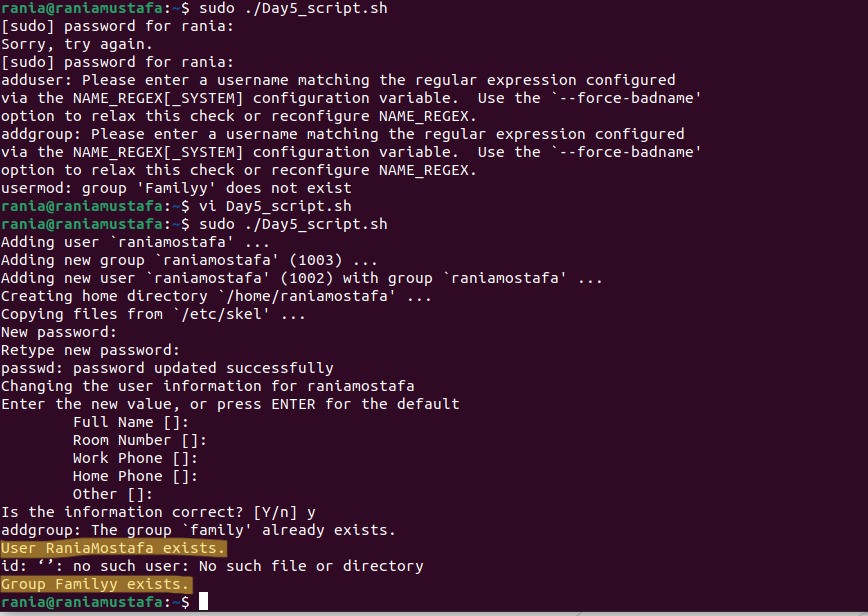 rania@raniamustafa:~$ sudo ./Day5_script.sh
[sudo] password for rania:
Sorry, try again.
[sudo] password for rania:
adduser: Please enter a username matching the regular expression configured
via the NAME_REGEX[_SYSTEM] configuration variable.  Use the `--force-badname'
option to relax this check or reconfigure NAME_REGEX.
addgroup: Please enter a username matching the regular expression configured
via the NAME_REGEX[_SYSTEM] configuration variable.  Use the `--force-badname'
option to relax this check or reconfigure NAME_REGEX.
usermod: group 'Familyy' does not exist
rania@raniamustafa:~$ vi Day5_script.sh
rania@raniamustafa:~$ sudo ./Day5_script.sh
Adding user `raniamostafa' ...
Adding new group `raniamostafa' (1003) ...
Adding new user `raniamostafa' (1002) with group `raniamostafa' ...
Creating home directory `/home/raniamostafa' ...
Copying files from `/etc/skel' ...
New password:
Retype new password:
passwd: password updated successfully
Changing the user information for raniamostafa
Enter the new value, or press ENTER for the default
        Full Name []:
        Room Number []:
        Work Phone []:
        Home Phone []:
        Other []:
Is the information correct? [Y/n] y
addgroup: The group `family' already exists.
User RaniaMostafa exists.
id: ‘’: no such user: No such file or directory
Group Familyy exists.
rania@raniamustafa:~$